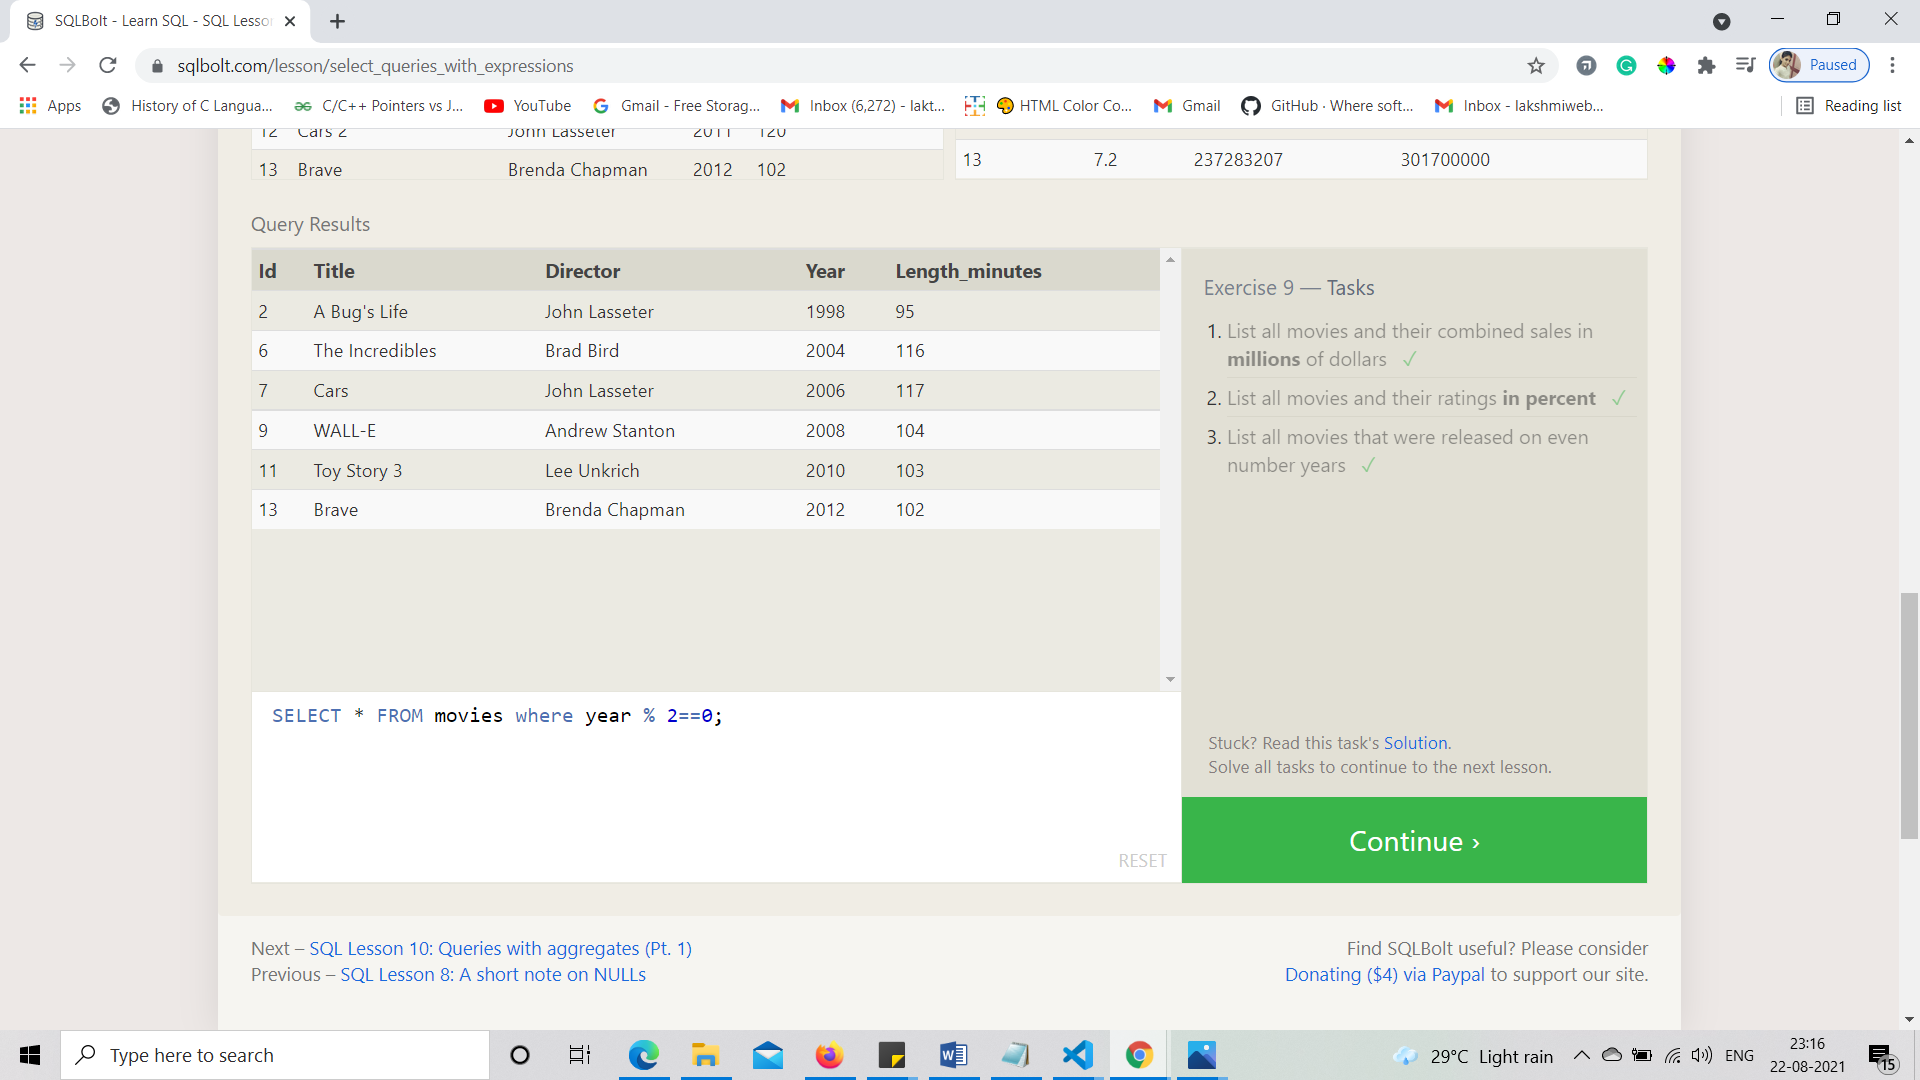 SQLBolt - Learn SQL - SQL Lesson
sqlbolt.com/lesson/select_queries_with_expressions
Paused
Apps
History of C Langua...
C/C++ Pointers vs J...
YouTube
Gmail - Free Storag...
Inbox (6,272) - lakt...
HTML Color Co...
Gmail
GitHub · Where soft...
Inbox - lakshmiweb...
Reading list
12 Cars 2 John Lasseter 2011 120
13 Brave Brenda Chapman 2012 102
13 7.2 237283207 301700000
Query Results
Id Title Director Year Length_minutes
2 A Bug's Life John Lasseter 1998 95
6 The Incredibles Brad Bird 2004 116
7 Cars John Lasseter 2006 117
9 WALL-E Andrew Stanton 2008 104
11 Toy Story 3 Lee Unkrich 2010 103
13 Brave Brenda Chapman 2012 102
SELECT * FROM movies where year % 2==0;
RESET
Exercise 9 — Tasks
1. List all movies and their combined sales in
millions of dollars ✓
2. List all movies and their ratings in percent ✓
3. List all movies that were released on even
number years ✓
Stuck? Read this task's Solution.
Solve all tasks to continue to the next lesson.
Continue ›
Next – SQL Lesson 10: Queries with aggregates (Pt. 1)
Previous – SQL Lesson 8: A short note on NULLs
Find SQLBolt useful? Please consider
Donating ($4) via Paypal to support our site.
Type here to search
29°C Light rain
ENG
23:16
22-08-2021
15